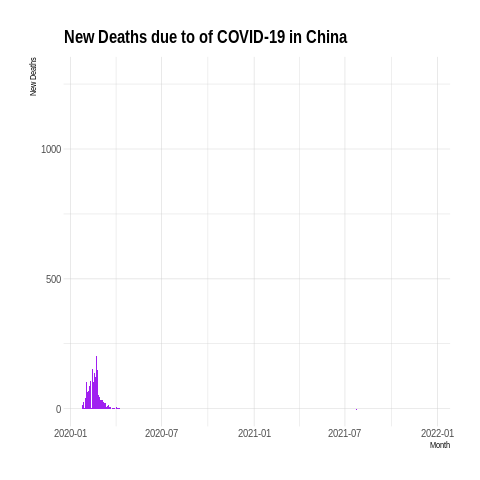 New Deaths due to of COVID-19 in China
New Deaths
1000
500
0
2020-01 2020-07 2021-01 2021-07 2022-01
Month